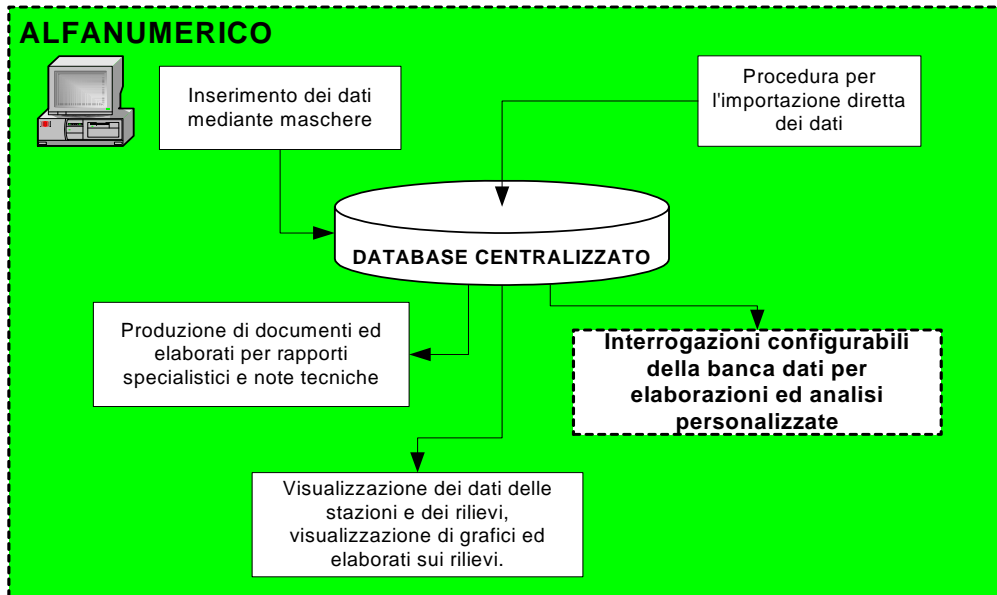 ALFANUMERICO
Inserimento dei dati
mediante maschere
Procedura per
l'importazione diretta
dei dati
DATABASE CENTRALIZZATO
Produzione di documenti ed
elaborati per rapporti
specialistici e note tecniche
Interrogazioni configurabili
della banca dati per
elaborazioni ed analisi
personalizzate
Visualizzazione dei dati delle
stazioni e dei rilievi,
visualizzazione di grafici ed
elaborati sui rilievi.